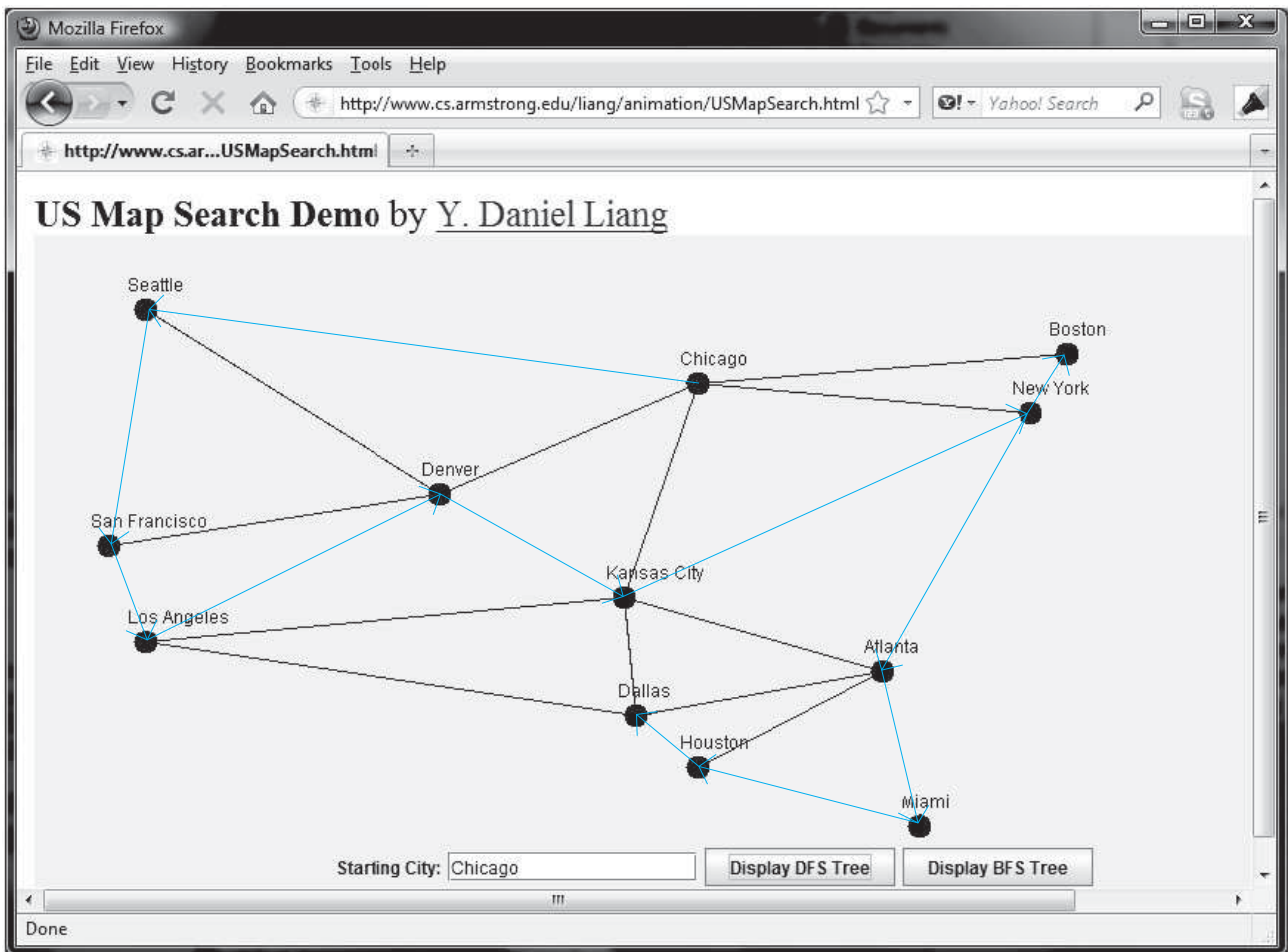 Mozilla Firefox
File Edit View History Bookmarks Tools Help
http://www.cs.armstrong.edu/liang/animation/USMapSearch.html Yahoo! Search
http://www.cs.ar...USMapSearch.html
US Map Search Demo by Y. Daniel Liang
Seattle
Boston
Chicago
New York
Denver
San Francisco
Kansas City
Los Angeles
Atlanta
Dallas
Houston
Miami
Starting City: Chicago Display DFS Tree Display BFS Tree
Done